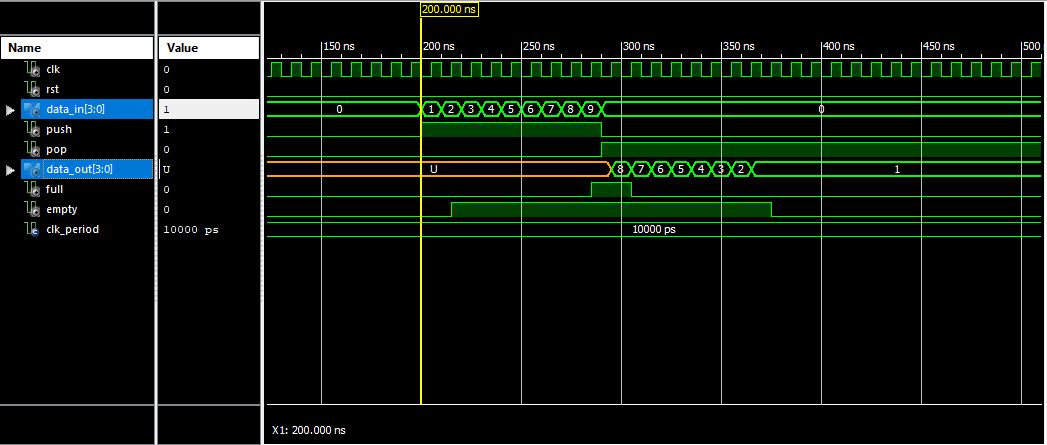 200.000 ns
Name Value 150 ns 200 ns 250 ns 300 ns 350 ns 400 ns 450 ns 500
clk 0
rst 0
data_in[3:0] 1 0 1 2 3 4 5 6 7 8 9 0
push 1
pop 0
data_out[3:0] U U 8 7 6 5 4 3 2 1
full 0
empty 0
clk_period 10000 ps 10000 ps
X1: 200.000 ns